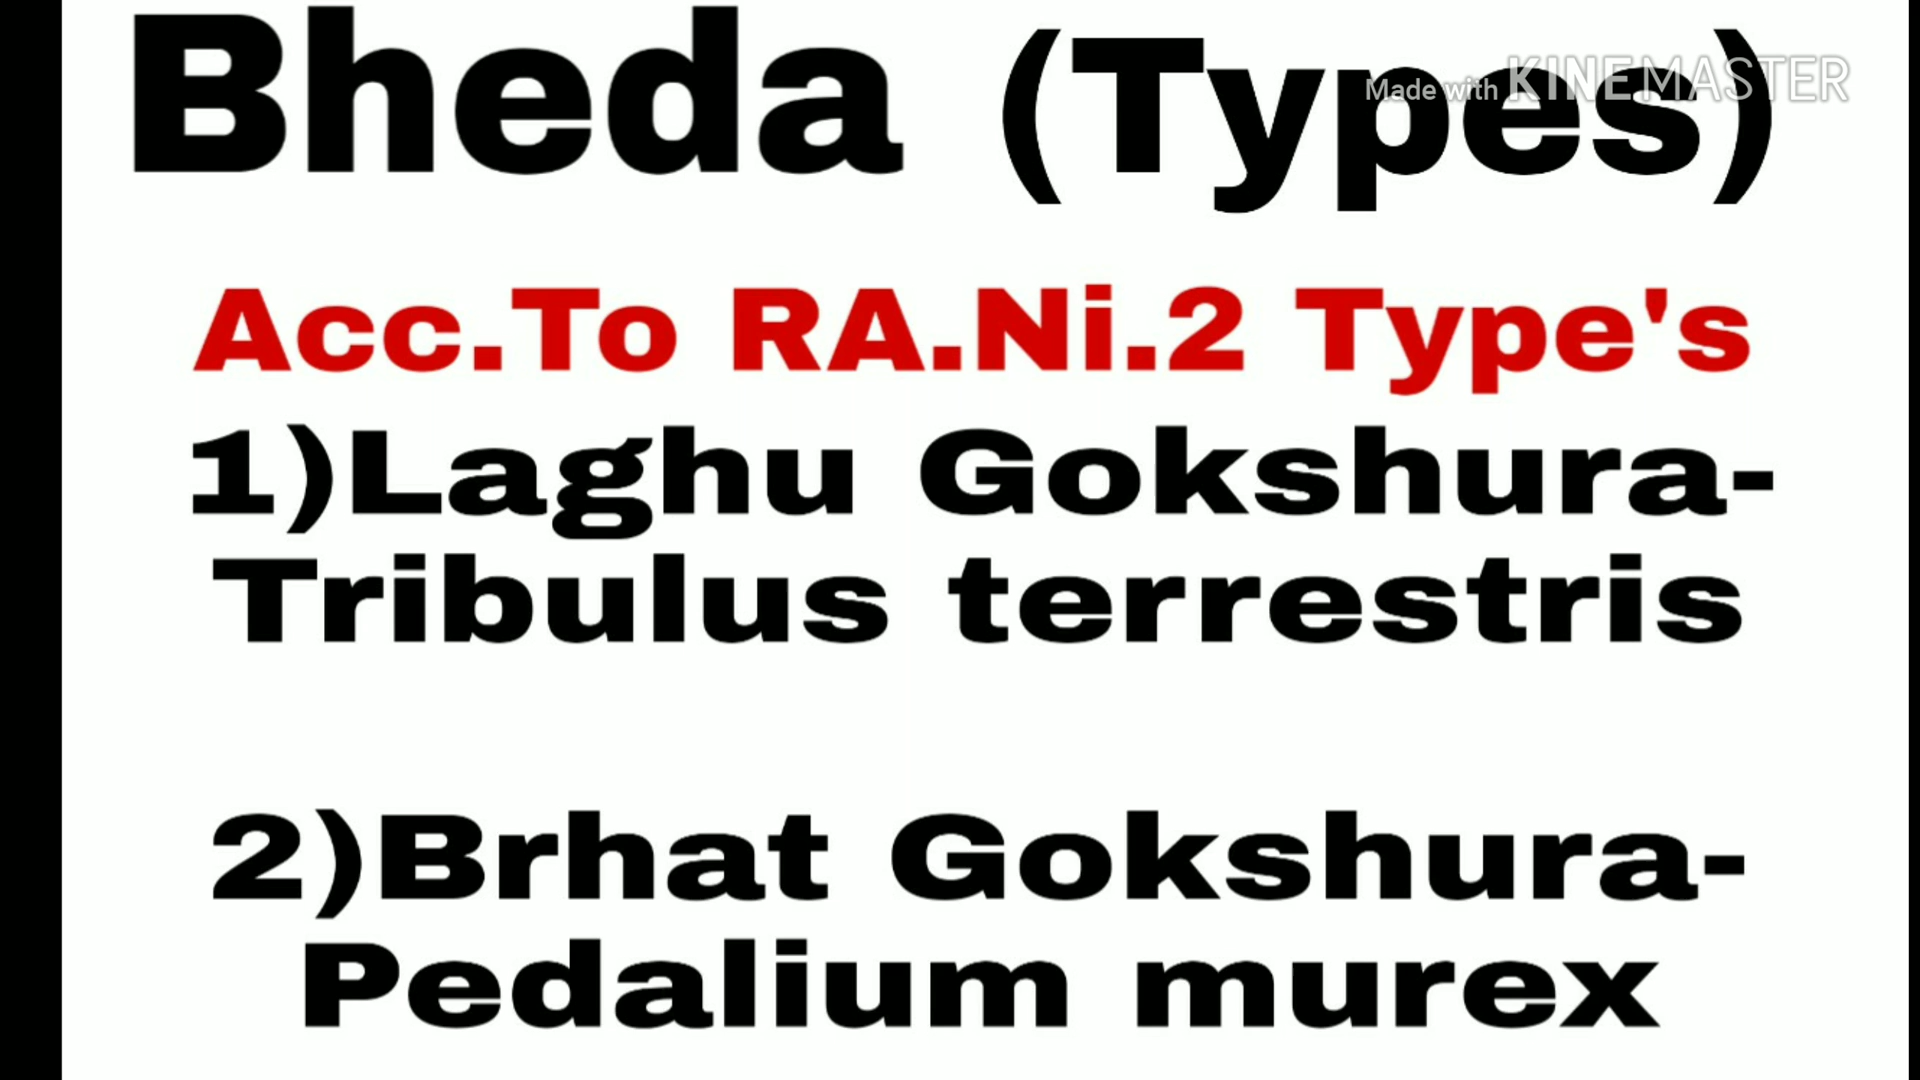 Bheda (Types)
Made with KINEMASTER
Acc.To RA.Ni.2 Type's
1)Laghu Gokshura-
Tribulus terrestris
2)Brhat Gokshura-
Pedalium murex